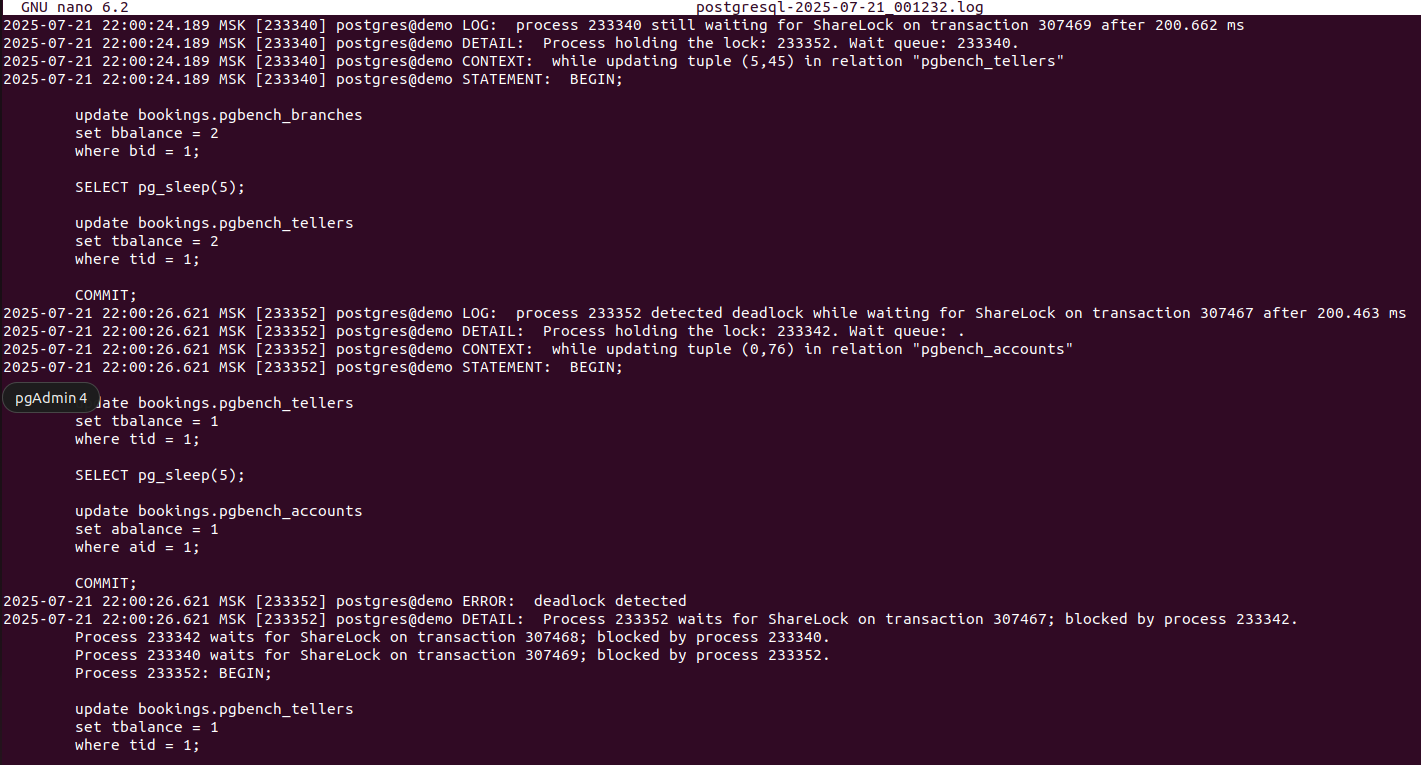 GNU nano 6.2 postgresql-2025-07-21_001232.log
2025-07-21 22:00:24.189 MSK [233340] postgres@demo LOG:  process 233340 still waiting for ShareLock on transaction 307469 after 200.662 ms
2025-07-21 22:00:24.189 MSK [233340] postgres@demo DETAIL:  Process holding the lock: 233352. Wait queue: 233340.
2025-07-21 22:00:24.189 MSK [233340] postgres@demo CONTEXT:  while updating tuple (5,45) in relation "pgbench_tellers"
2025-07-21 22:00:24.189 MSK [233340] postgres@demo STATEMENT:  BEGIN;
update bookings.pgbench_branches
set bbalance = 2
where bid = 1;
SELECT pg_sleep(5);
update bookings.pgbench_tellers
set tbalance = 2
where tid = 1;
COMMIT;
2025-07-21 22:00:26.621 MSK [233352] postgres@demo LOG:  process 233352 detected deadlock while waiting for ShareLock on transaction 307467 after 200.463 ms
2025-07-21 22:00:26.621 MSK [233352] postgres@demo DETAIL:  Process holding the lock: 233342. Wait queue: .
2025-07-21 22:00:26.621 MSK [233352] postgres@demo CONTEXT:  while updating tuple (0,76) in relation "pgbench_accounts"
2025-07-21 22:00:26.621 MSK [233352] postgres@demo STATEMENT:  BEGIN;
pgAdmin 4
date bookings.pgbench_tellers
set tbalance = 1
where tid = 1;
SELECT pg_sleep(5);
update bookings.pgbench_accounts
set abalance = 1
where aid = 1;
COMMIT;
2025-07-21 22:00:26.621 MSK [233352] postgres@demo ERROR:  deadlock detected
2025-07-21 22:00:26.621 MSK [233352] postgres@demo DETAIL:  Process 233352 waits for ShareLock on transaction 307467; blocked by process 233342.
Process 233342 waits for ShareLock on transaction 307468; blocked by process 233340.
Process 233340 waits for ShareLock on transaction 307469; blocked by process 233352.
Process 233352: BEGIN;
update bookings.pgbench_tellers
set tbalance = 1
where tid = 1;